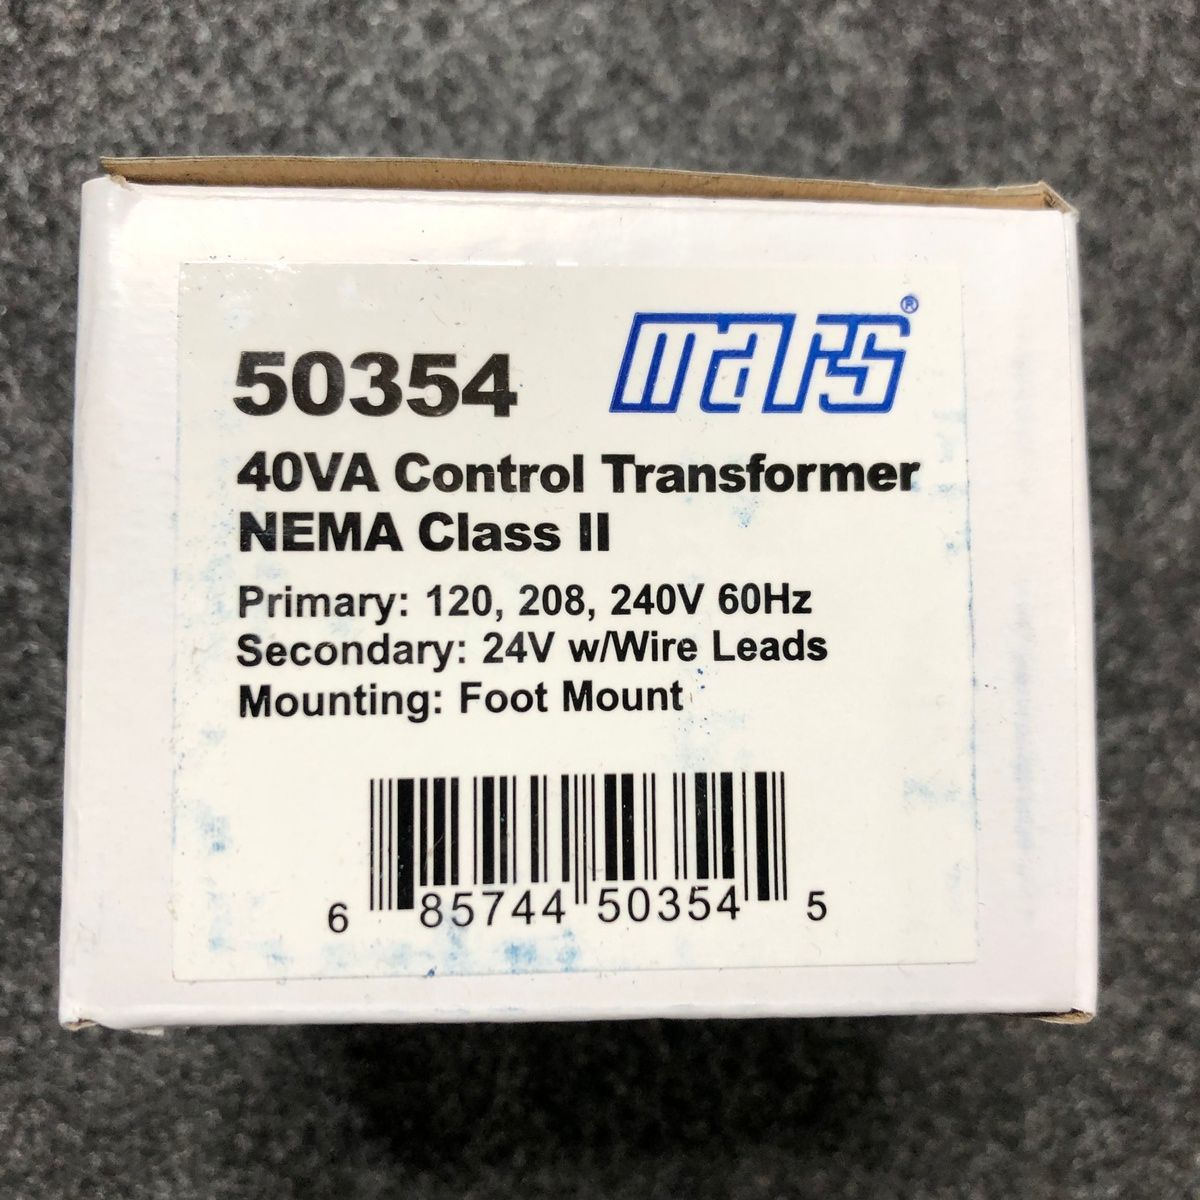 50354
mars®
40VA Control Transformer
NEMA Class II
Primary: 120, 208, 240V 60Hz
Secondary: 24V w/Wire Leads
Mounting: Foot Mount
6 85744 50354 5